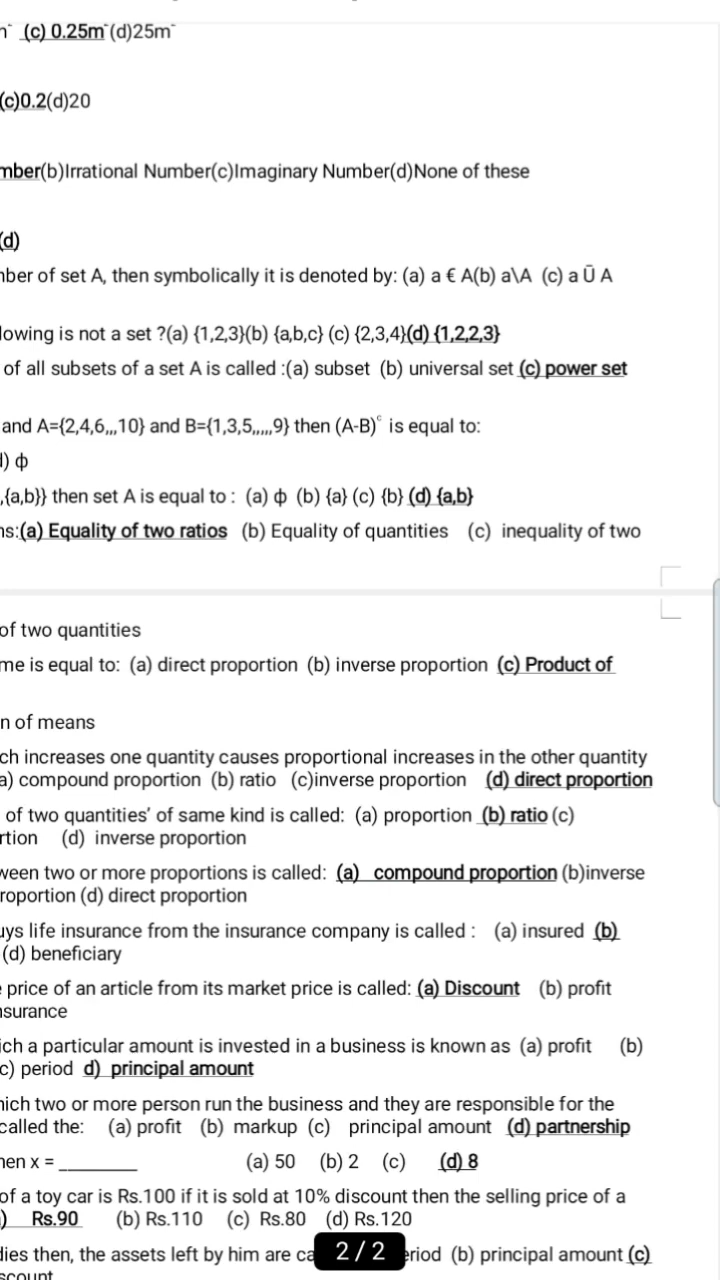 (c) 0.25m⁻(d)25m⁻
(c)0.2(d)20
mber(b)Irrational Number(c)Imaginary Number(d)None of these
(d)
nber of set A, then symbolically it is denoted by: (a) a € A(b) a\A (c) a Ū A
lowing is not a set ?(a) {1,2,3}(b) {a,b,c} (c) {2,3,4}(d) {1,2,2,3}
of all subsets of a set A is called :(a) subset (b) universal set (c) power set
and A={2,4,6,,,10} and B={1,3,5,,,,,9} then (A-B)ᶜ is equal to:
) ф
,{a,b}} then set A is equal to : (a) ф (b) {a} (c) {b} (d) {a,b}
ns:(a) Equality of two ratios (b) Equality of quantities (c) inequality of two
of two quantities
me is equal to: (a) direct proportion (b) inverse proportion (c) Product of
n of means
ch increases one quantity causes proportional increases in the other quantity
a) compound proportion (b) ratio (c)inverse proportion (d) direct proportion
of two quantities' of same kind is called: (a) proportion (b) ratio (c)
rtion (d) inverse proportion
ween two or more proportions is called: (a) compound proportion (b)inverse
roportion (d) direct proportion
uys life insurance from the insurance company is called : (a) insured (b)
(d) beneficiary
price of an article from its market price is called: (a) Discount (b) profit
nsurance
ich a particular amount is invested in a business is known as (a) profit (b)
c) period d) principal amount
hich two or more person run the business and they are responsible for the
called the: (a) profit (b) markup (c) principal amount (d) partnership
hen x = ________ (a) 50 (b) 2 (c) (d) 8
of a toy car is Rs.100 if it is sold at 10% discount then the selling price of a
) Rs.90 (b) Rs.110 (c) Rs.80 (d) Rs.120
dies then, the assets left by him are ca 2 / 2 eriod (b) principal amount (c)
scount